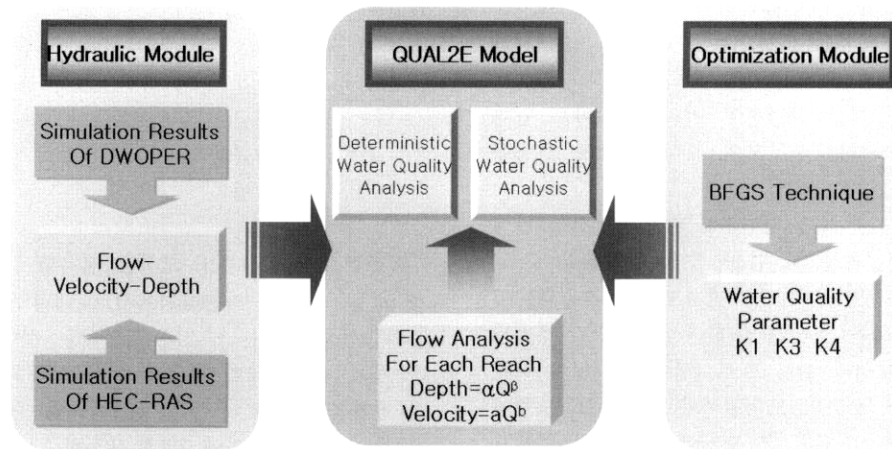 Hydraulic Module
Simulation Results
Of DWOPER
Flow-
Velocity-Depth
Simulation Results
Of HEC-RAS
QUAL2E Model
Deterministic
Water Quality
Analysis
Stochastic
Water Quality
Analysis
Flow Analysis
For Each Reach
Depth=αQᵝ
Velocity=aQᵇ
Optimization Module
BFGS Technique
Water Quality
Parameter
K1 K3 K4